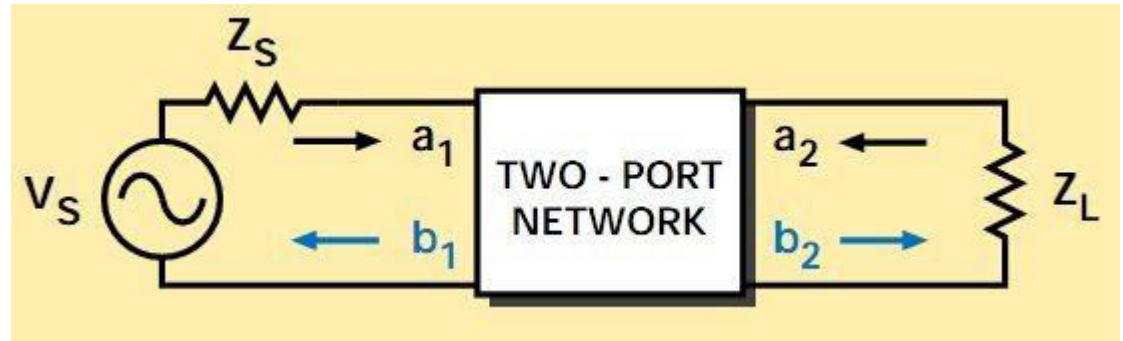 Z_S
a_1
a_2
TWO - PORT
NETWORK
V_S
Z_L
b_1
b_2